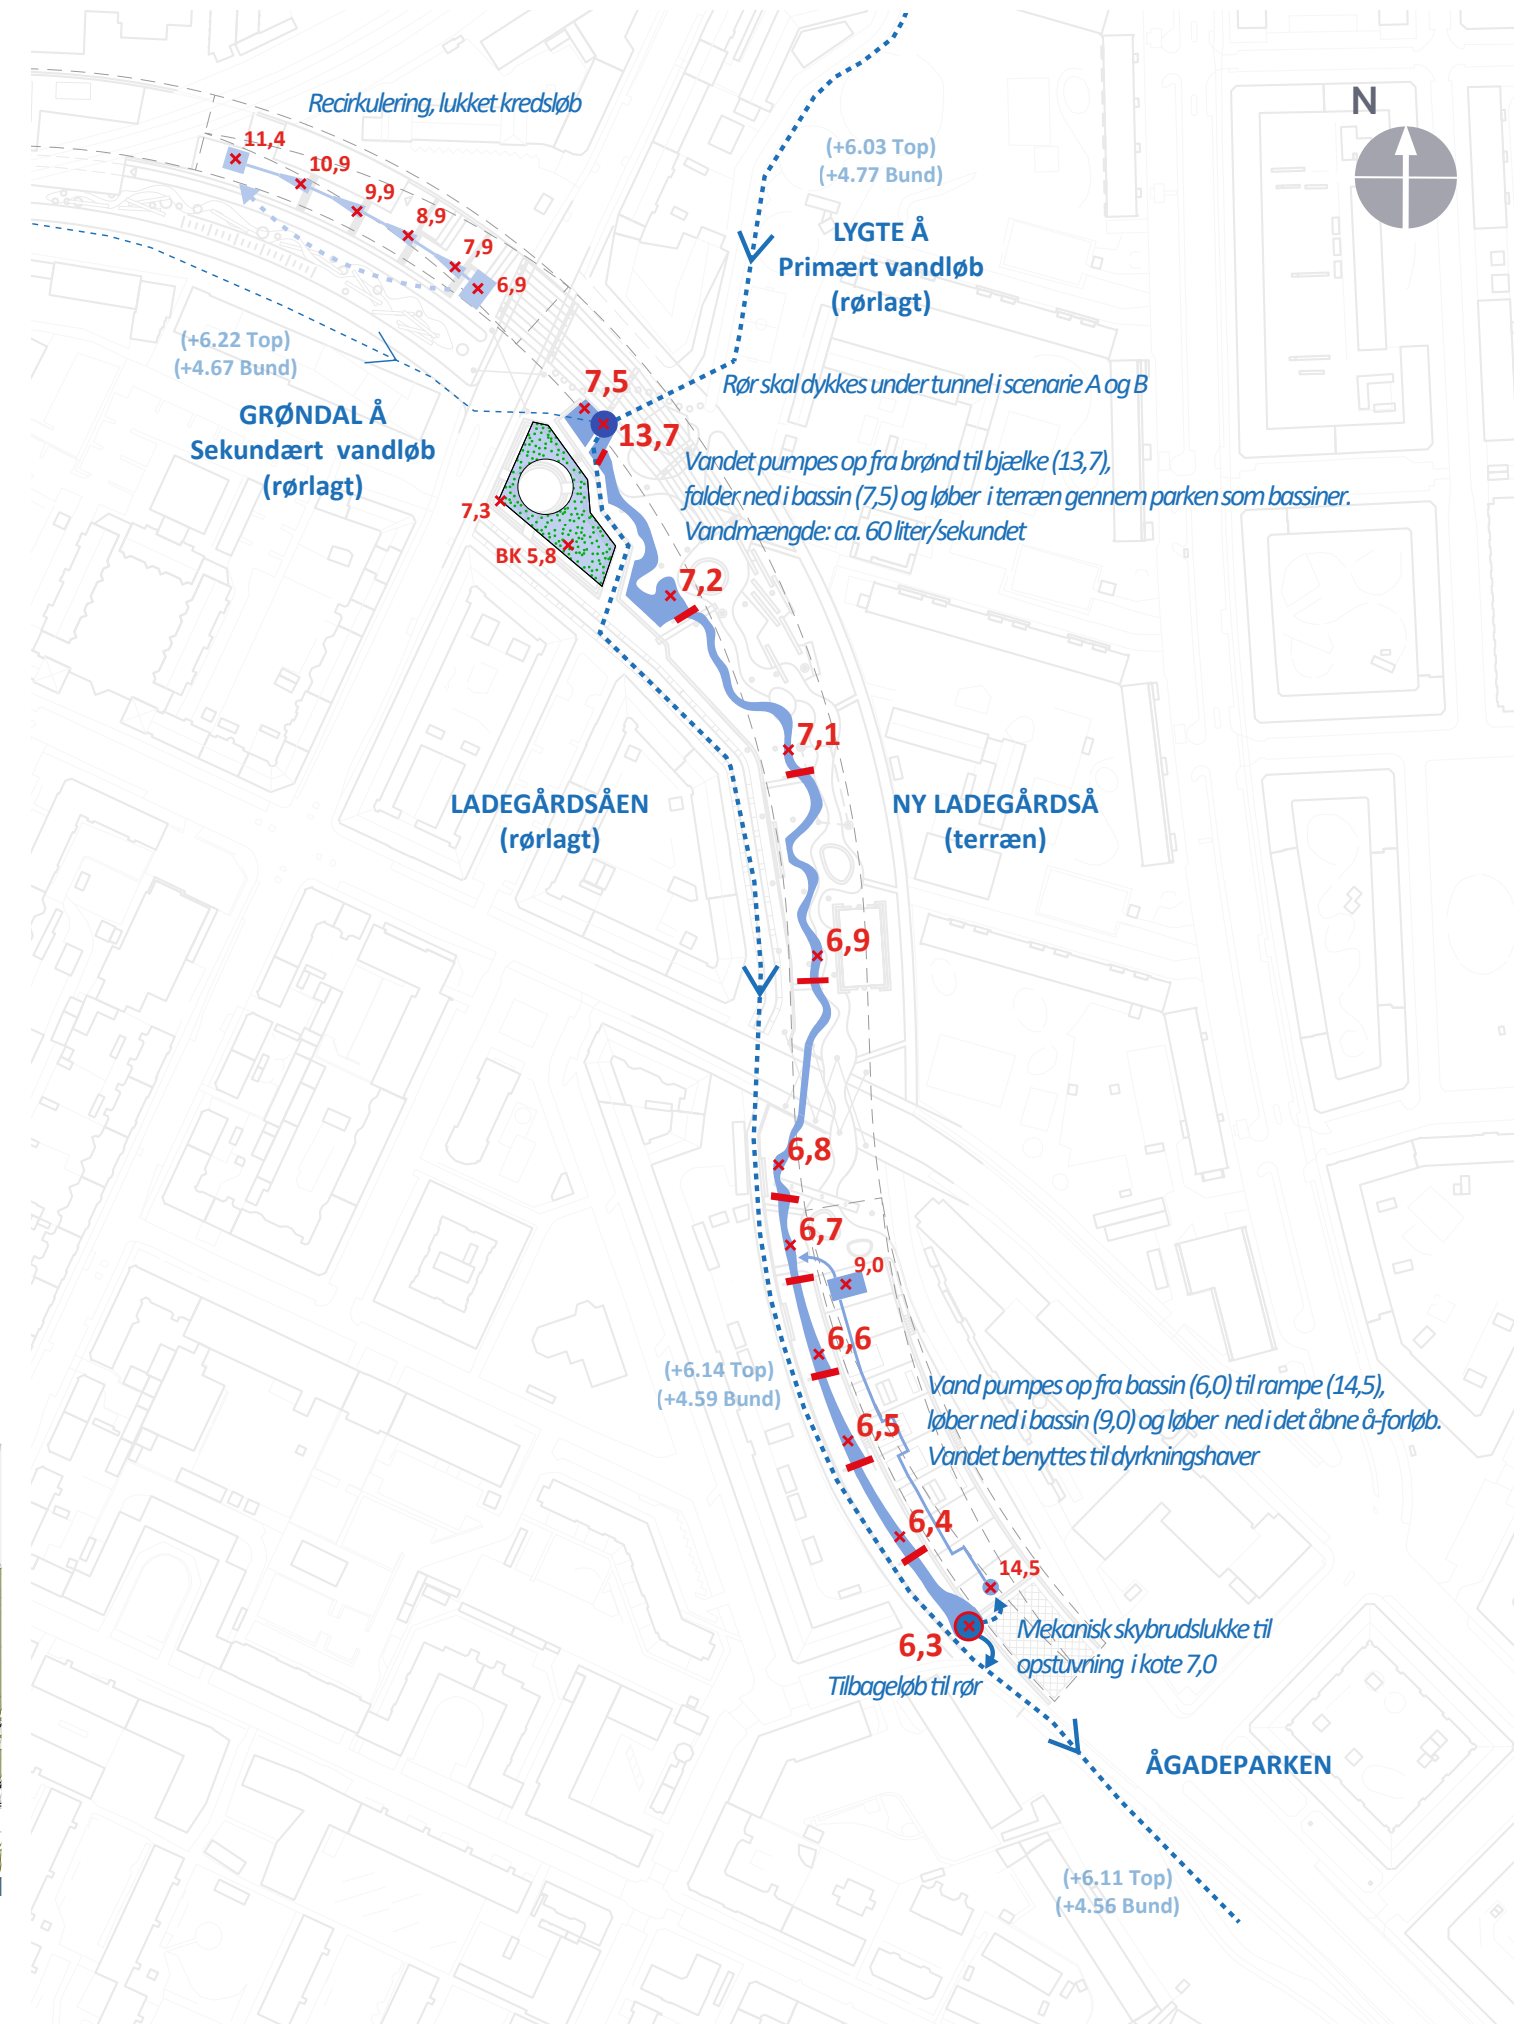 Recirkulering, lukket kredsløb
N
11,4
10,9
9,9
8,9
7,9
6,9
(+6.03 Top)
(+4.77 Bund)
LYGTE Å
Primært vandløb
(rørlagt)
(+6.22 Top)
(+4.67 Bund)
GRØNDAL Å
Sekundært vandløb
(rørlagt)
Rør skal dykkes under tunnel i scenarie A og B
7,5
13,7
Vandet pumpes op fra brønd til bjælke (13,7),
falder ned i bassin (7,5) og løber i terræn gennem parken som bassiner.
Vandmængde: ca. 60 liter/sekundet
7,3
BK 5,8
7,2
7,1
LADEGÅRDSÅEN
(rørlagt)
NY LADEGÅRDSÅ
(terræn)
6,9
6,8
6,7
9,0
6,6
(+6.14 Top)
(+4.59 Bund)
Vand pumpes op fra bassin (6,0) til rampe (14,5),
løber ned i bassin (9,0) og løber ned i det åbne å-forløb.
Vandet benyttes til dyrkningshaver
6,5
6,4
14,5
6,3
Mekanisk skybrudslukke til
opstuvning i kote 7,0
Tilbageløb til rør
ÅGADEPARKEN
(+6.11 Top)
(+4.56 Bund)